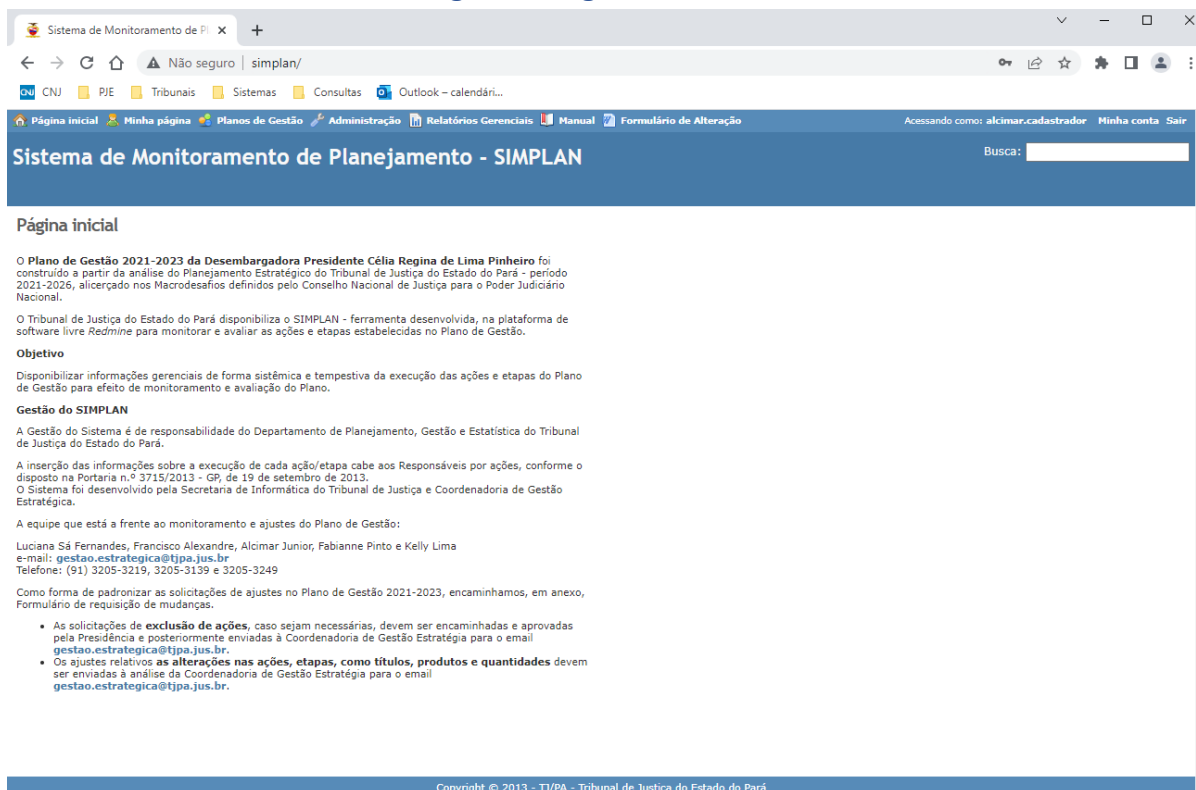 Sistema de Monitoramento de Pl
Não seguro | simplan/
CNJ PJE Tribunais Sistemas Consultas Outlook – calendári...
Página inicial Minha página Planos de Gestão Administração Relatórios Gerenciais Manual Formulário de Alteração Acessando como: alcimar.cadastrador Minha conta Sair
Sistema de Monitoramento de Planejamento - SIMPLAN
Busca:
Página inicial
O Plano de Gestão 2021-2023 da Desembargadora Presidente Célia Regina de Lima Pinheiro foi
construído a partir da análise do Planejamento Estratégico do Tribunal de Justiça do Estado do Pará - período
2021-2026, alicerçado nos Macrodesafios definidos pelo Conselho Nacional de Justiça para o Poder Judiciário
Nacional.
O Tribunal de Justiça do Estado do Pará disponibiliza o SIMPLAN - ferramenta desenvolvida, na plataforma de
software livre Redmine para monitorar e avaliar as ações e etapas estabelecidas no Plano de Gestão.
Objetivo
Disponibilizar informações gerenciais de forma sistêmica e tempestiva da execução das ações e etapas do Plano
de Gestão para efeito de monitoramento e avaliação do Plano.
Gestão do SIMPLAN
A Gestão do Sistema é de responsabilidade do Departamento de Planejamento, Gestão e Estatística do Tribunal
de Justiça do Estado do Pará.
A inserção das informações sobre a execução de cada ação/etapa cabe aos Responsáveis por ações, conforme o
disposto na Portaria n.º 3715/2013 - GP, de 19 de setembro de 2013.
O Sistema foi desenvolvido pela Secretaria de Informática do Tribunal de Justiça e Coordenadoria de Gestão
Estratégica.
A equipe que está a frente ao monitoramento e ajustes do Plano de Gestão:
Luciana Sá Fernandes, Francisco Alexandre, Alcimar Junior, Fabianne Pinto e Kelly Lima
e-mail: gestao.estrategica@tjpa.jus.br
Telefone: (91) 3205-3219, 3205-3139 e 3205-3249
Como forma de padronizar as solicitações de ajustes no Plano de Gestão 2021-2023, encaminhamos, em anexo,
Formulário de requisição de mudanças.
• As solicitações de exclusão de ações, caso sejam necessárias, devem ser encaminhadas e aprovadas
pela Presidência e posteriormente enviadas à Coordenadoria de Gestão Estratégia para o email
gestao.estrategica@tjpa.jus.br.
• Os ajustes relativos as alterações nas ações, etapas, como títulos, produtos e quantidades devem
ser enviadas à análise da Coordenadoria de Gestão Estratégia para o email
gestao.estrategica@tjpa.jus.br.
Copyright © 2013 - TJ/PA - Tribunal de Justiça do Estado do Pará